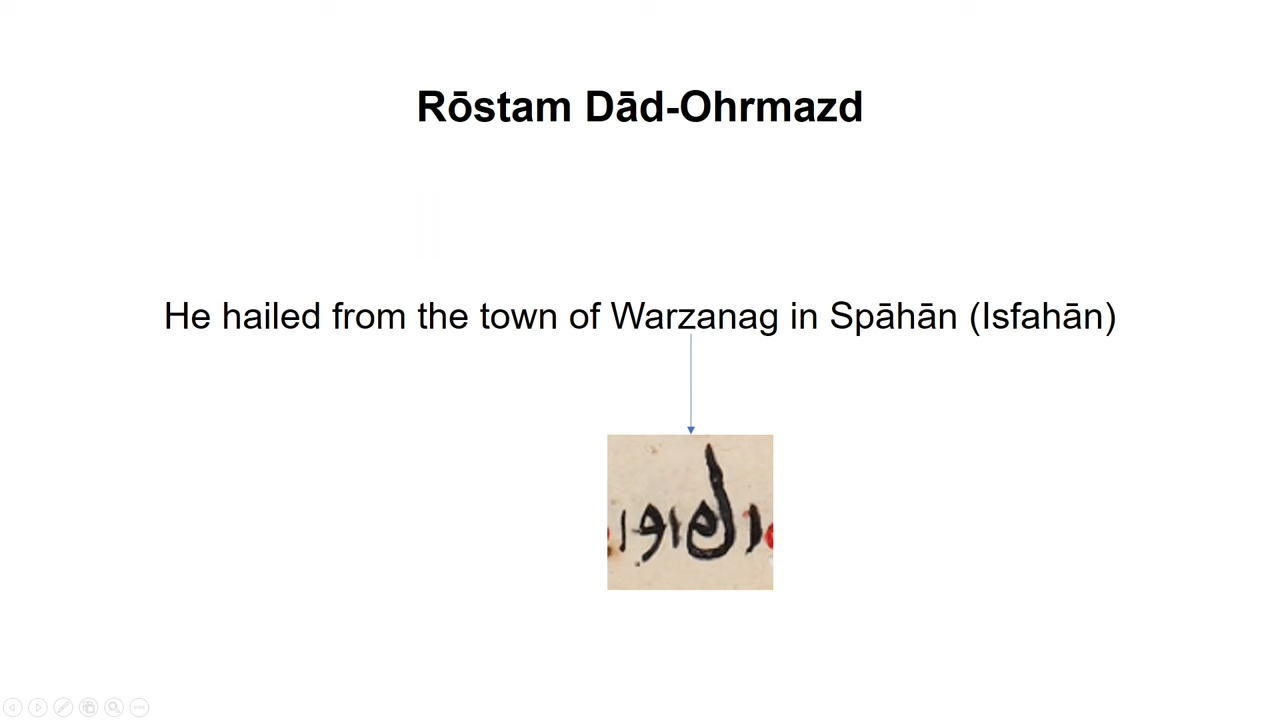 Rōstam Dād-Ohrmazd
He hailed from the town of Warzanag in Spāhān (Isfahān)